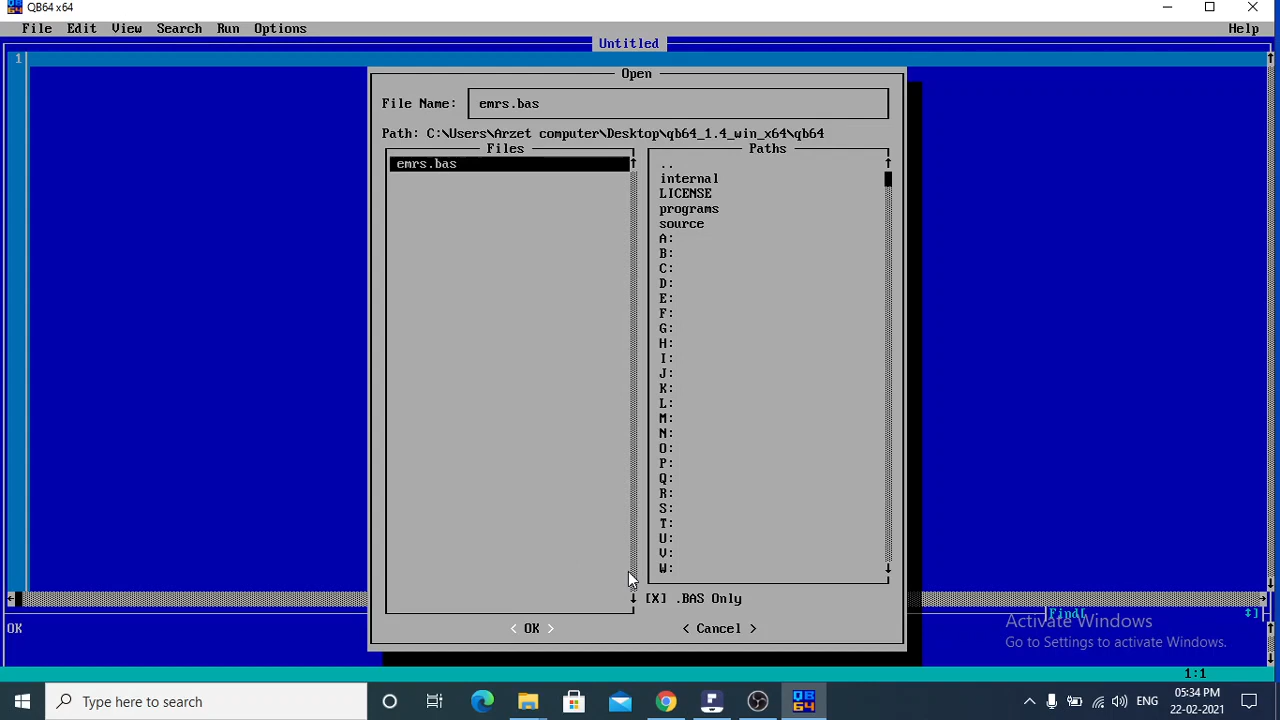 QB64 x64
File Edit View Search Run Options Help
Untitled
1
Open
File Name: emrs.bas
Path: C:\Users\Arzet computer\Desktop\qb64_1.4_win_x64\qb64
Files
emrs.bas
Paths
..
internal
LICENSE
programs
source
A:
B:
C:
D:
E:
F:
G:
H:
I:
J:
K:
L:
M:
N:
O:
P:
Q:
R:
S:
T:
U:
V:
W:
[X] .BAS Only
< OK > < Cancel >
Find[
OK
Activate Windows
Go to Settings to activate Windows.
1:1
Type here to search
ENG
05:34 PM
22-02-2021